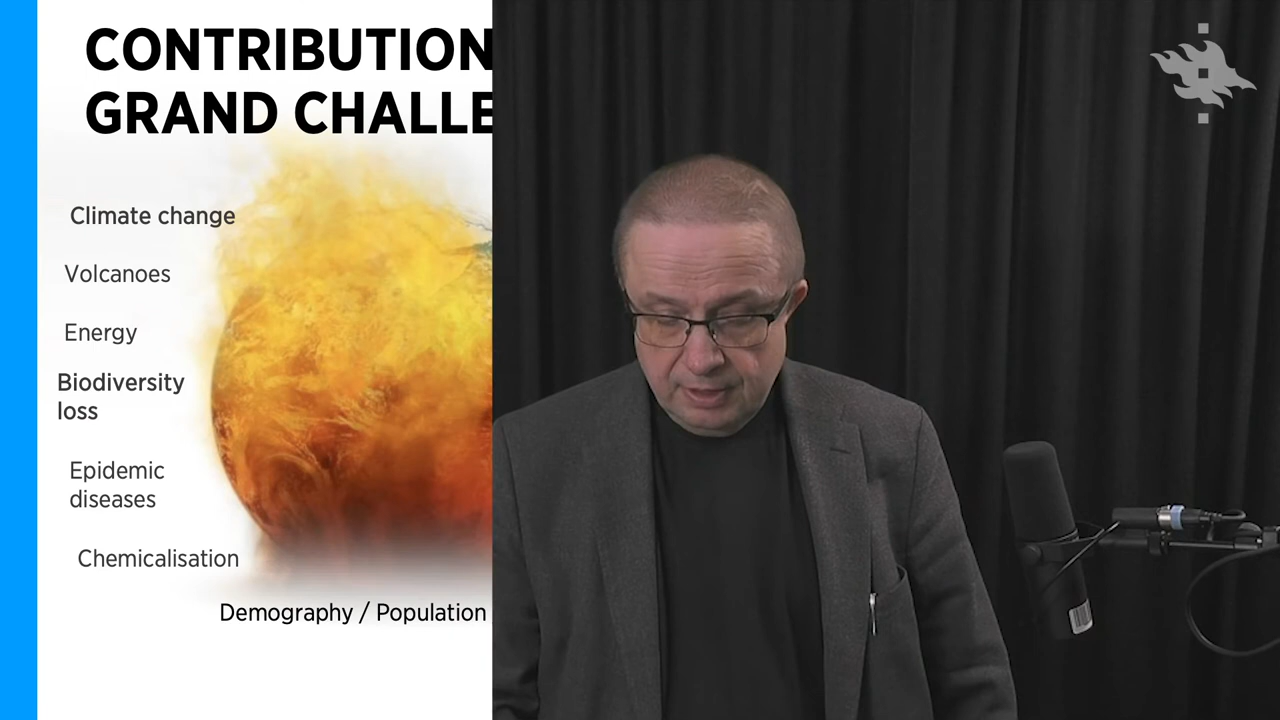 CONTRIBUTION
GRAND CHALLE
Climate change
Volcanoes
Energy
Biodiversity
loss
Epidemic
diseases
Chemicalisation
Demography / Population